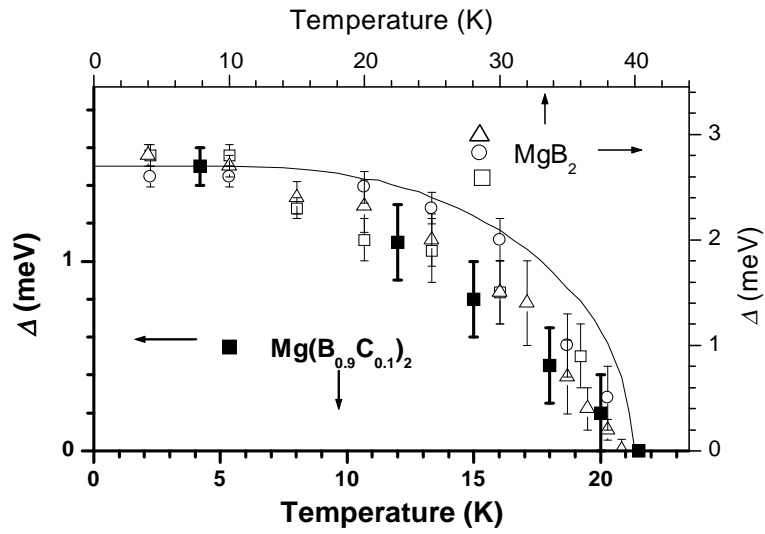 Temperature (K)
0 10 20 30 40
3
MgB2
2
1
Δ (meV)
Δ (meV)
1
Mg(B0.9C0.1)2
0
0
0 5 10 15 20
Temperature (K)